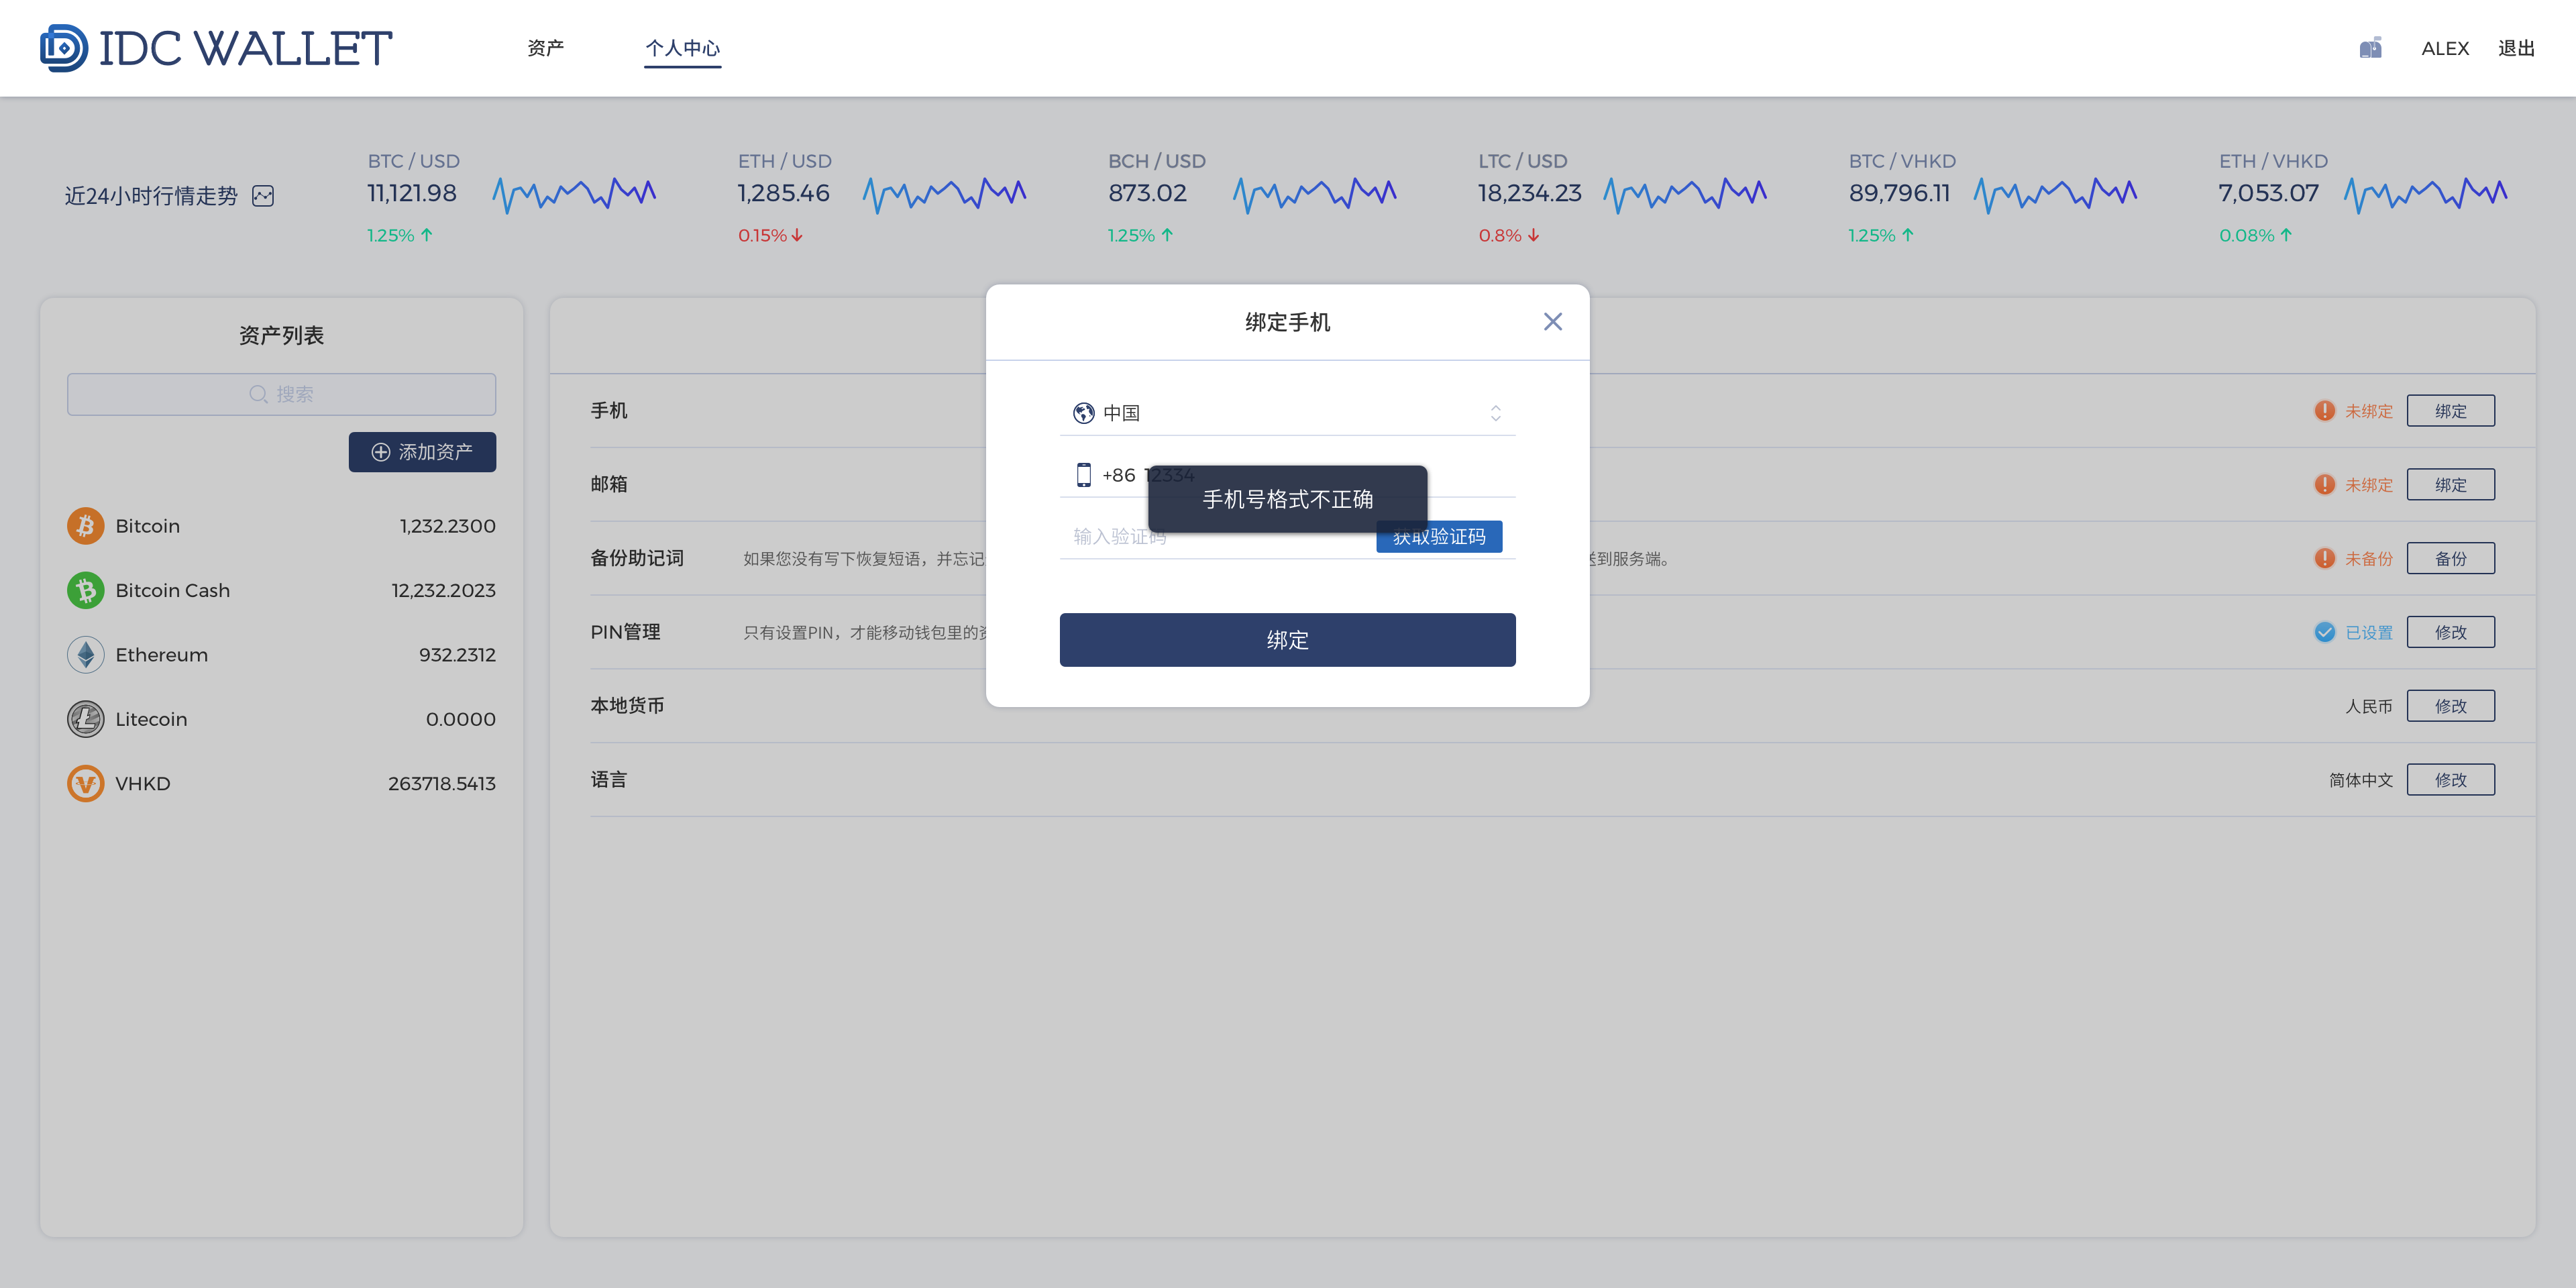 IDC WALLET
资产
个人中心
ALEX
退出
近24小时行情走势
BTC / USD
11,121.98
1.25%
ETH / USD
1,285.46
0.15%
BCH / USD
873.02
1.25%
LTC / USD
18,234.23
0.8%
BTC / VHKD
89,796.11
1.25%
ETH / VHKD
7,053.07
0.08%
资产列表
搜索
添加资产
Bitcoin 1,232.2300
Bitcoin Cash 12,232.2023
Ethereum 932.2312
Litecoin 0.0000
VHKD 263718.5413
手机 未绑定 绑定
邮箱 未绑定 绑定
备份助记词 如果您没有写下恢复短语，并忘记 送到服务端。 未备份 备份
PIN管理 只有设置PIN，才能移动钱包里的资 已设置 修改
本地货币 人民币 修改
语言 简体中文 修改
绑定手机
中国
+86 12334
手机号格式不正确
输入验证码 获取验证码
绑定